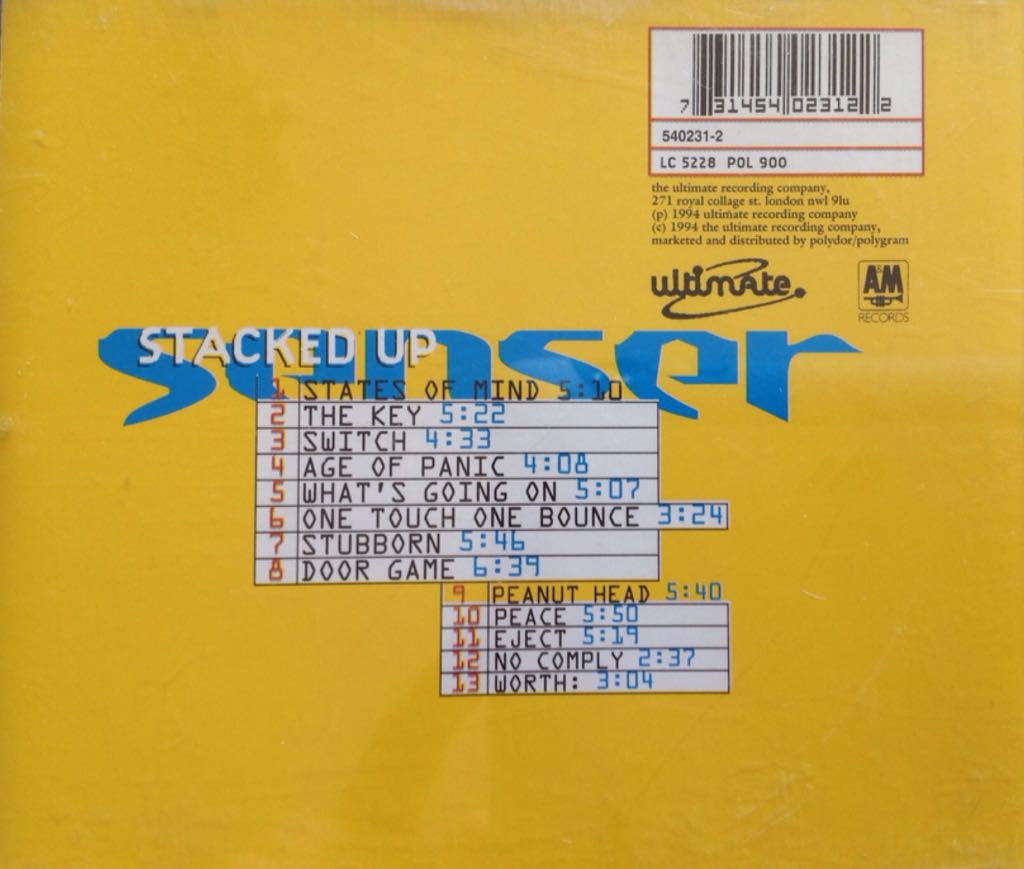 7 31454 02312 2
540231-2
LC 5228 POL 900
the ultimate recording company,
271 royal collage st. london nw1 9lu
(p) 1994 ultimate recording company
(c) 1994 the ultimate recording company,
marketed and distributed by polydor/polygram
ultimate.
A&M
RECORDS
senser
STACKED UP
1 STATES OF MIND 5:10
2 THE KEY 5:22
3 SWITCH 4:33
4 AGE OF PANIC 4:08
5 WHAT'S GOING ON 5:07
6 ONE TOUCH ONE BOUNCE 3:24
7 STUBBORN 5:46
8 DOOR GAME 6:39
9 PEANUT HEAD 5:40
10 PEACE 5:50
11 EJECT 5:19
12 NO COMPLY 2:37
13 WORTH: 3:04